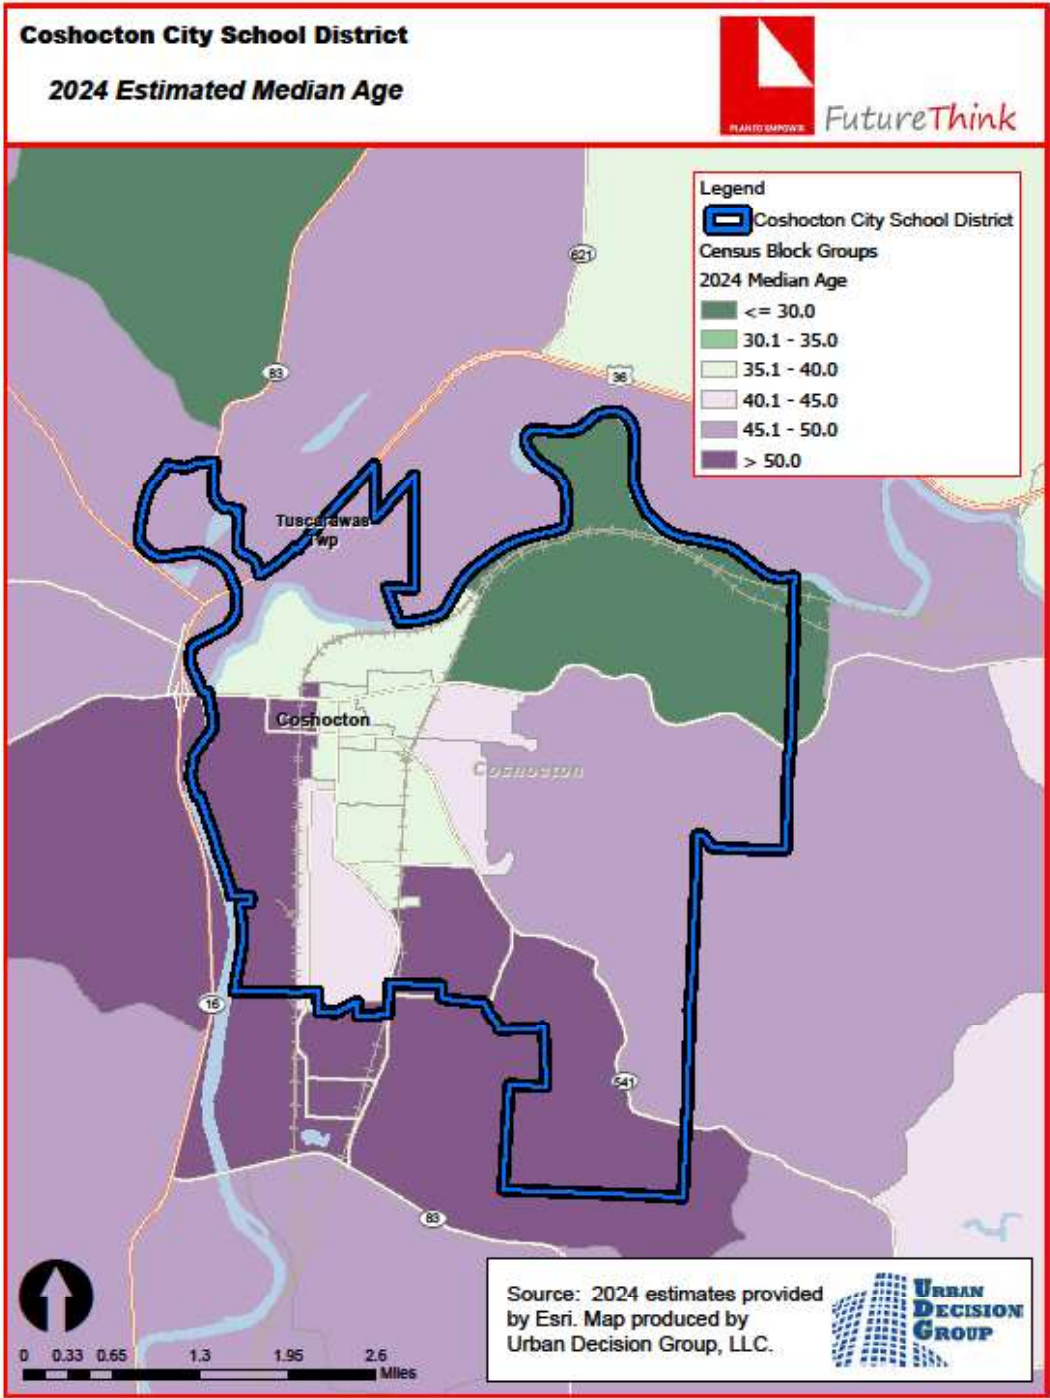 Coshocton City School District
2024 Estimated Median Age
PLAN TO EMPOWER
FutureThink
Legend
Coshocton City School District
Census Block Groups
2024 Median Age
<= 30.0
30.1 - 35.0
35.1 - 40.0
40.1 - 45.0
45.1 - 50.0
> 50.0
621
83
36
Tuscarawas
Twp
Coshocton
Coshocton
16
541
83
Source: 2024 estimates provided
by Esri. Map produced by
Urban Decision Group, LLC.
URBAN
DECISION
GROUP
0 0.33 0.65 1.3 1.95 2.6
Miles